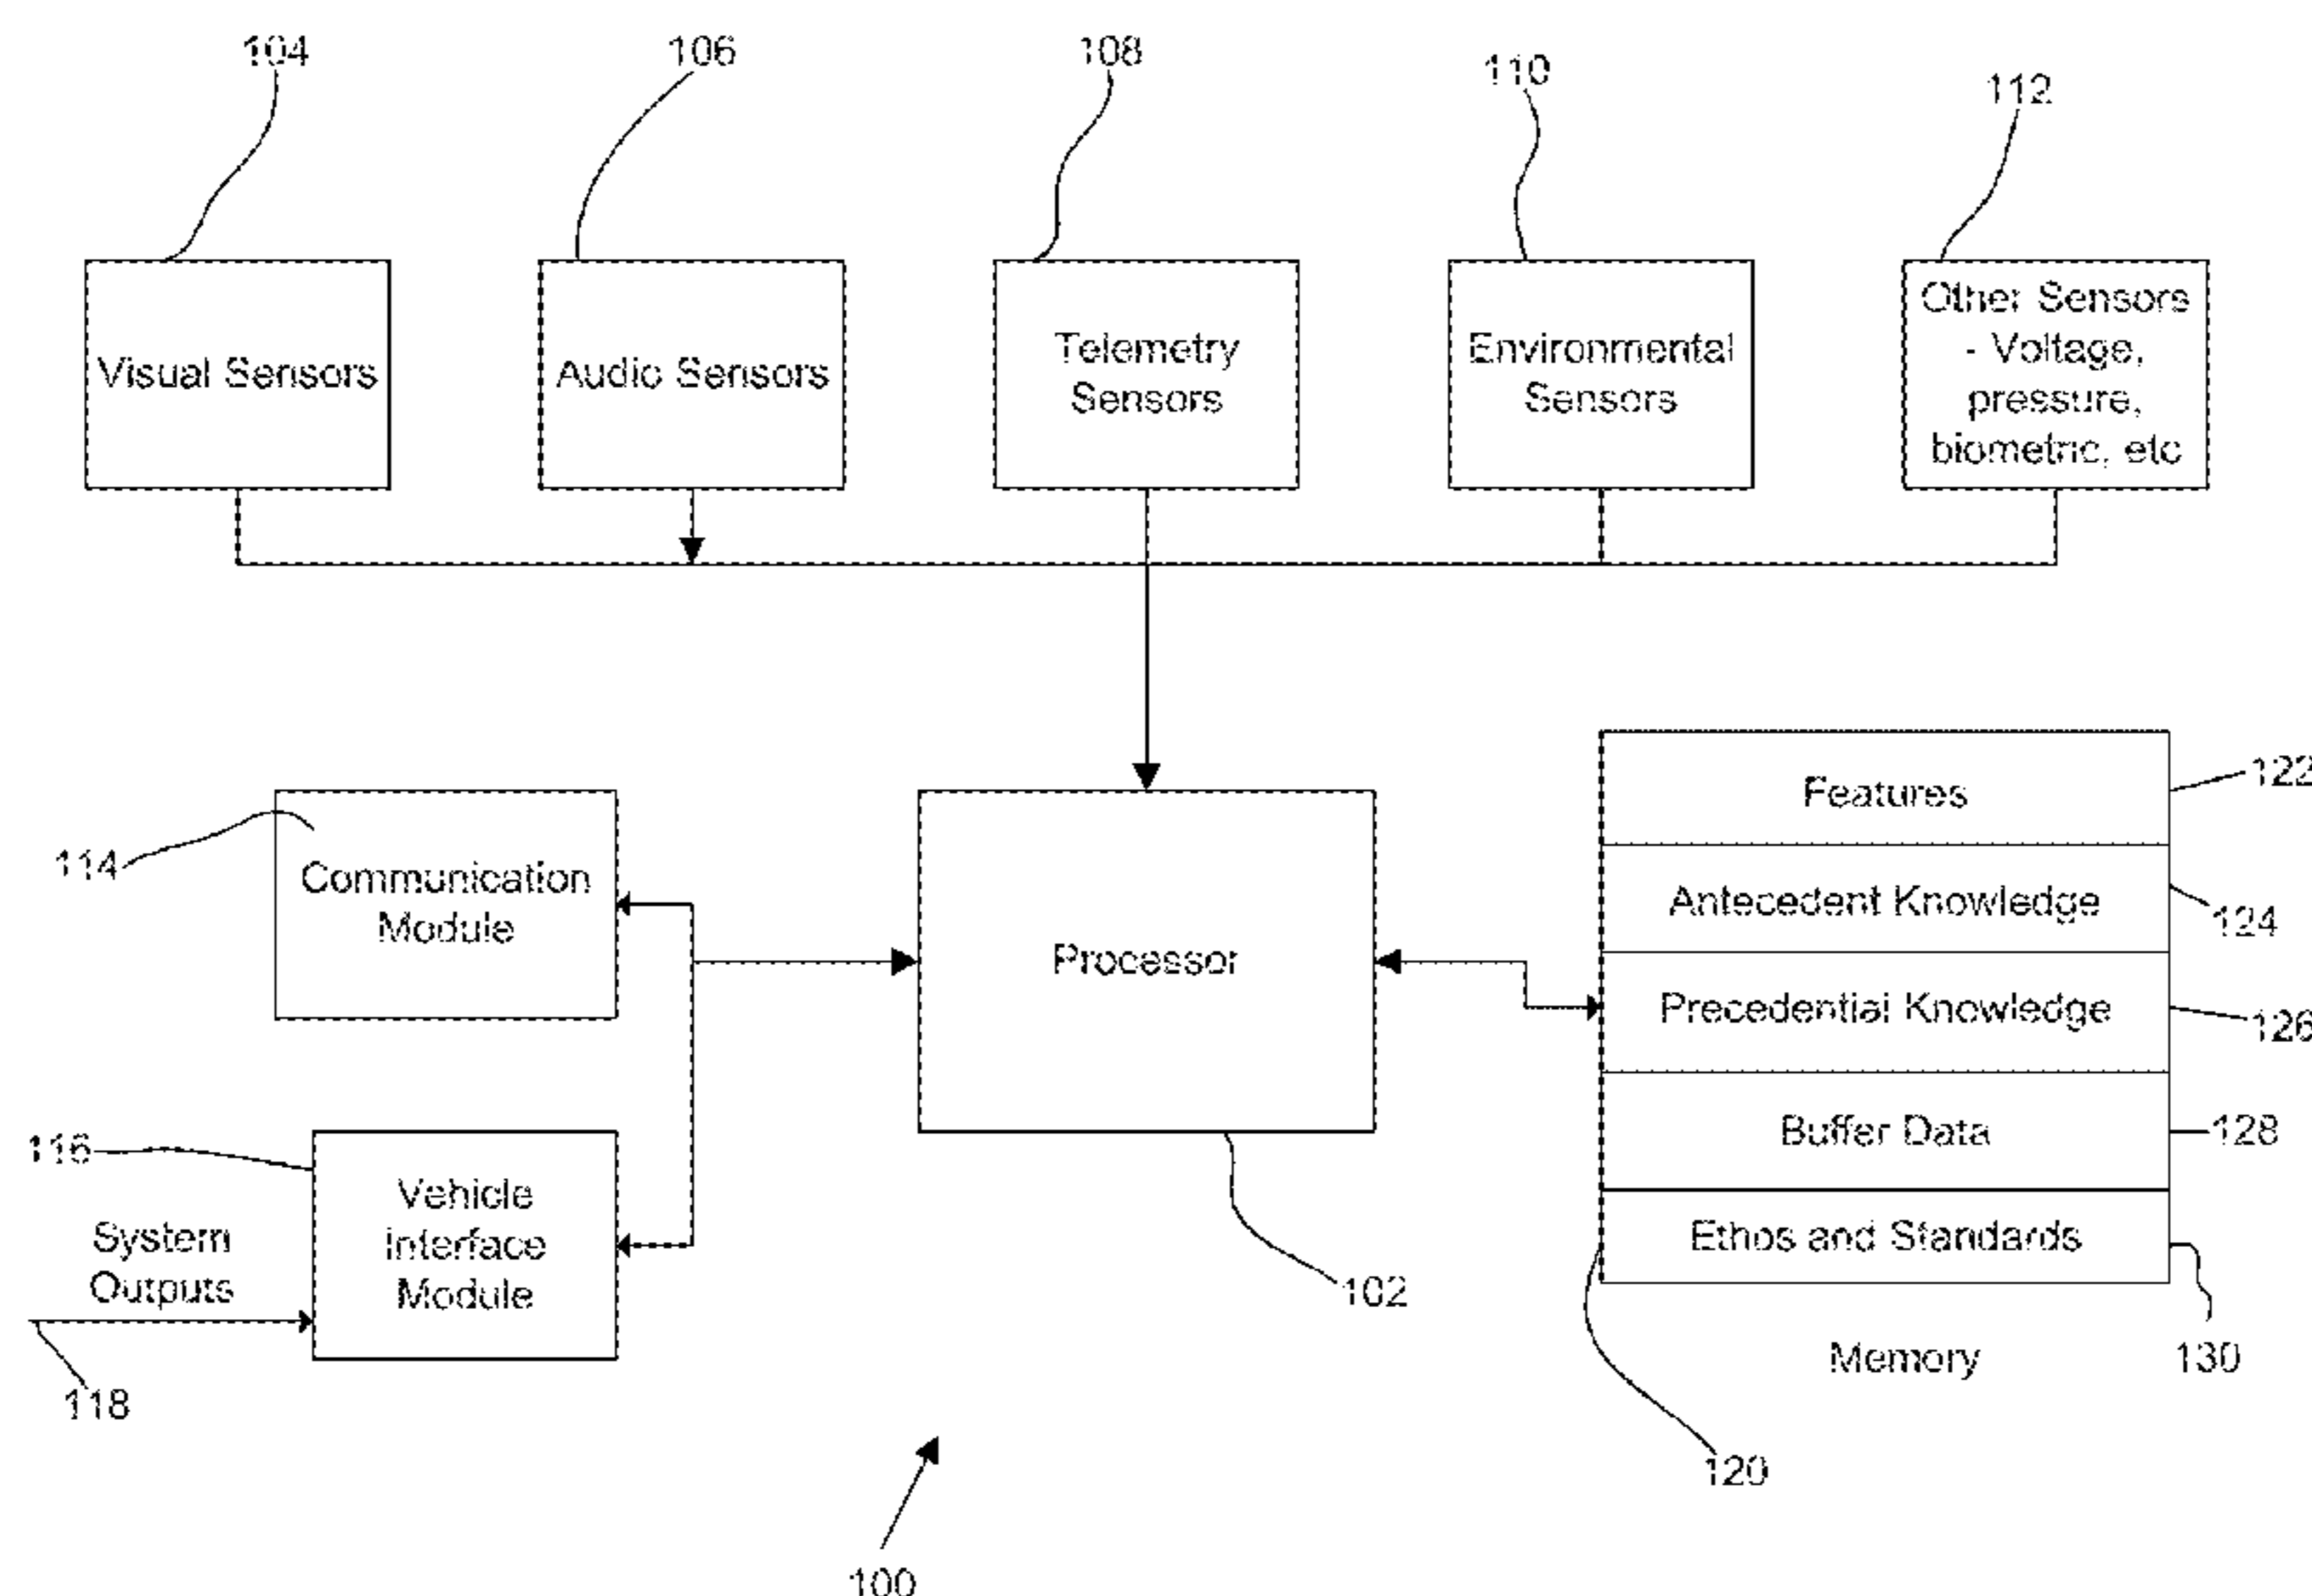 104
106
108
110
112
Visual Sensors
Audio Sensors
Telemetry
Sensors
Environmental
Sensors
Other Sensors
- Voltage,
pressure,
biometric, etc
114
Communication
Module
Processor
Features
122
Antecedent Knowledge
124
Precedential Knowledge
126
Buffer Data
128
Ethos and Standards
130
Memory
116
Vehicle
Interface
Module
System
Outputs
118
102
120
100